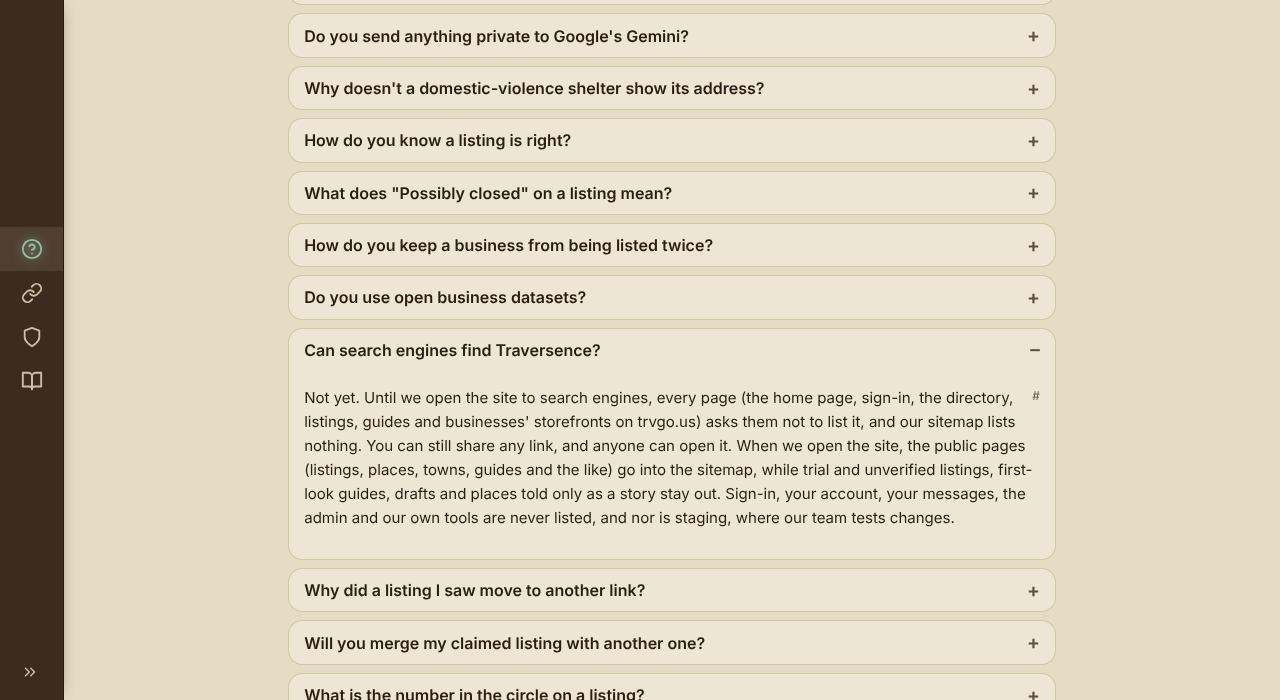 Do you send anything private to Google's Gemini?
+
Why doesn't a domestic-violence shelter show its address?
+
How do you know a listing is right?
+
What does "Possibly closed" on a listing mean?
+
How do you keep a business from being listed twice?
+
Do you use open business datasets?
+
Can search engines find Traversence?
−
Not yet. Until we open the site to search engines, every page (the home page, sign-in, the directory, #
listings, guides and businesses' storefronts on trvgo.us) asks them not to list it, and our sitemap lists
nothing. You can still share any link, and anyone can open it. When we open the site, the public pages
(listings, places, towns, guides and the like) go into the sitemap, while trial and unverified listings, first-
look guides, drafts and places told only as a story stay out. Sign-in, your account, your messages, the
admin and our own tools are never listed, and nor is staging, where our team tests changes.
Why did a listing I saw move to another link?
+
Will you merge my claimed listing with another one?
+
What is the number in the circle on a listing?
+